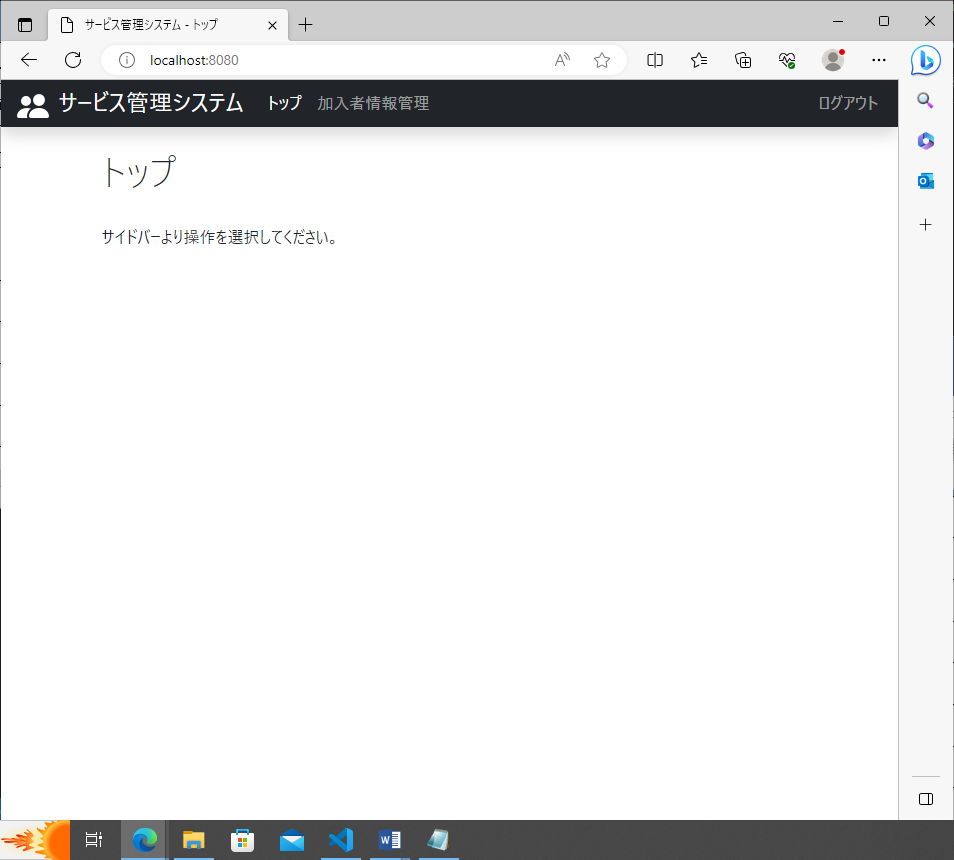 サービス管理システム - トップ
localhost:8080
サービス管理システム トップ 加入者情報管理 ログアウト
トップ
サイドバーより操作を選択してください。